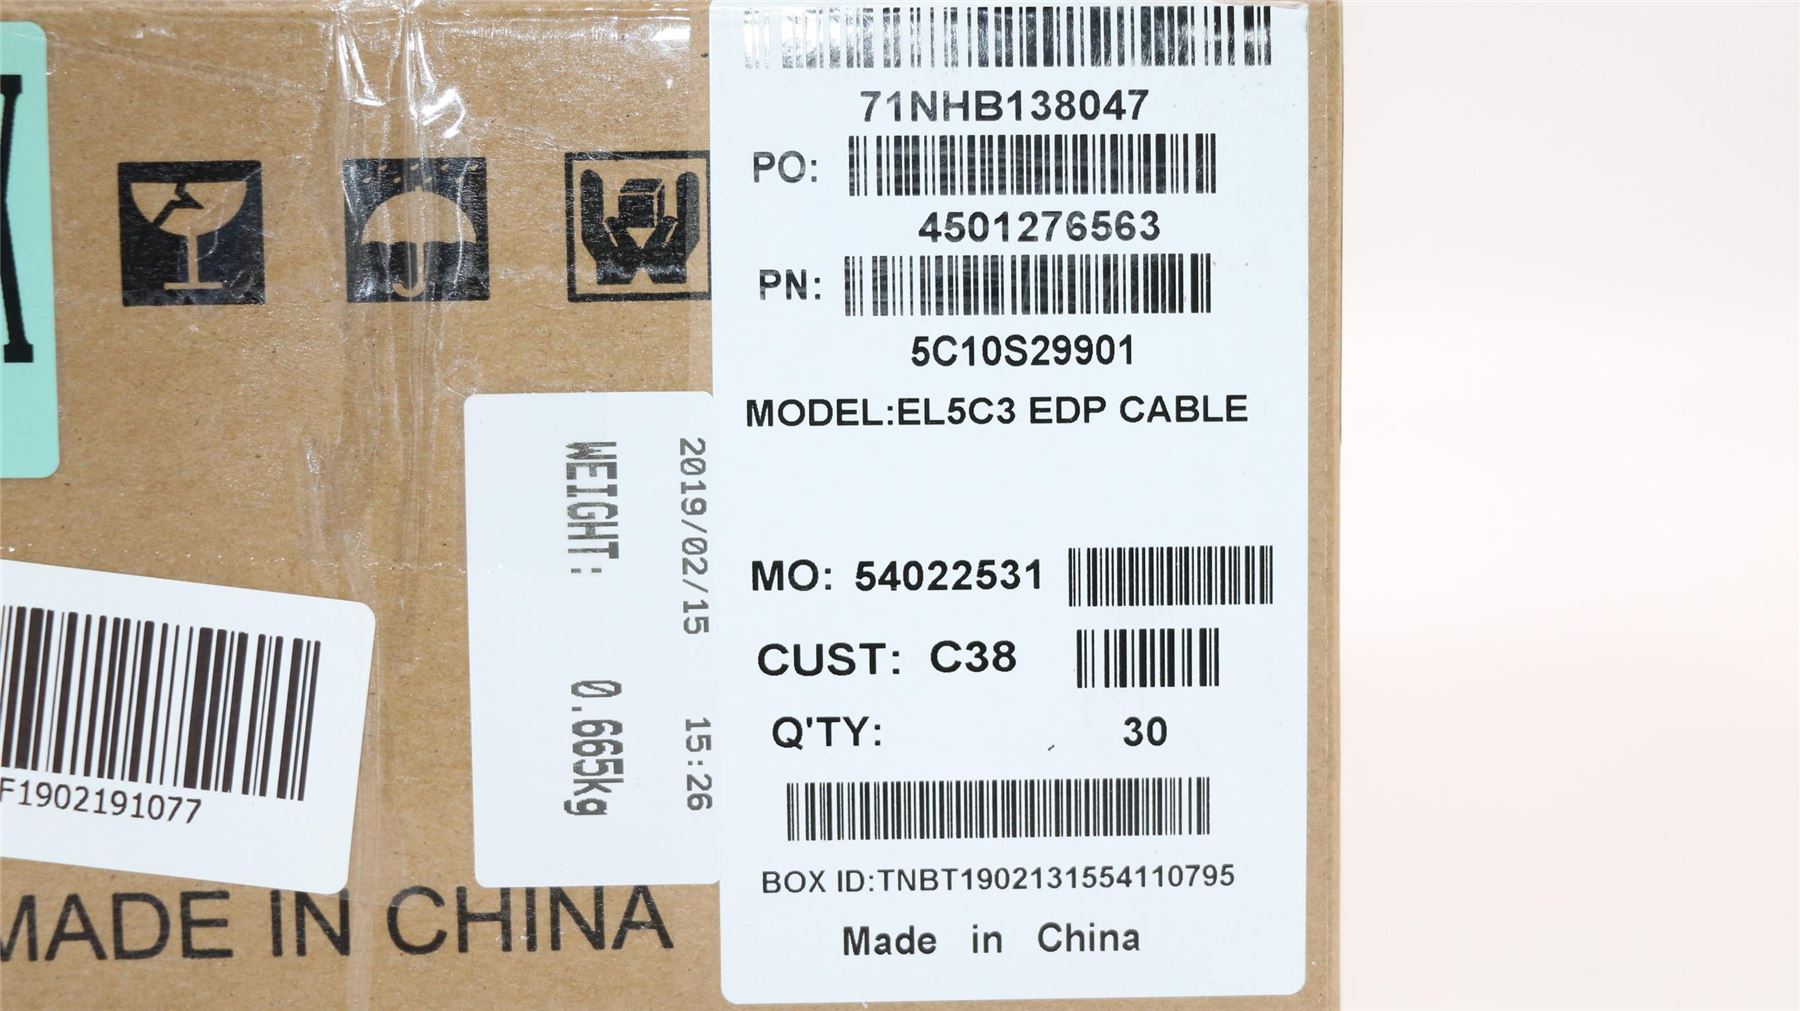 71NHB138047
PO:
4501276563
PN:
5C10S29901
MODEL:EL5C3 EDP CABLE
MO: 54022531
CUST: C38
Q'TY: 30
BOX ID:TNBT1902131554110795
Made in China
2019/02/15 15:26
WEIGHT: 0.665kg
F1902191077
MADE IN CHINA